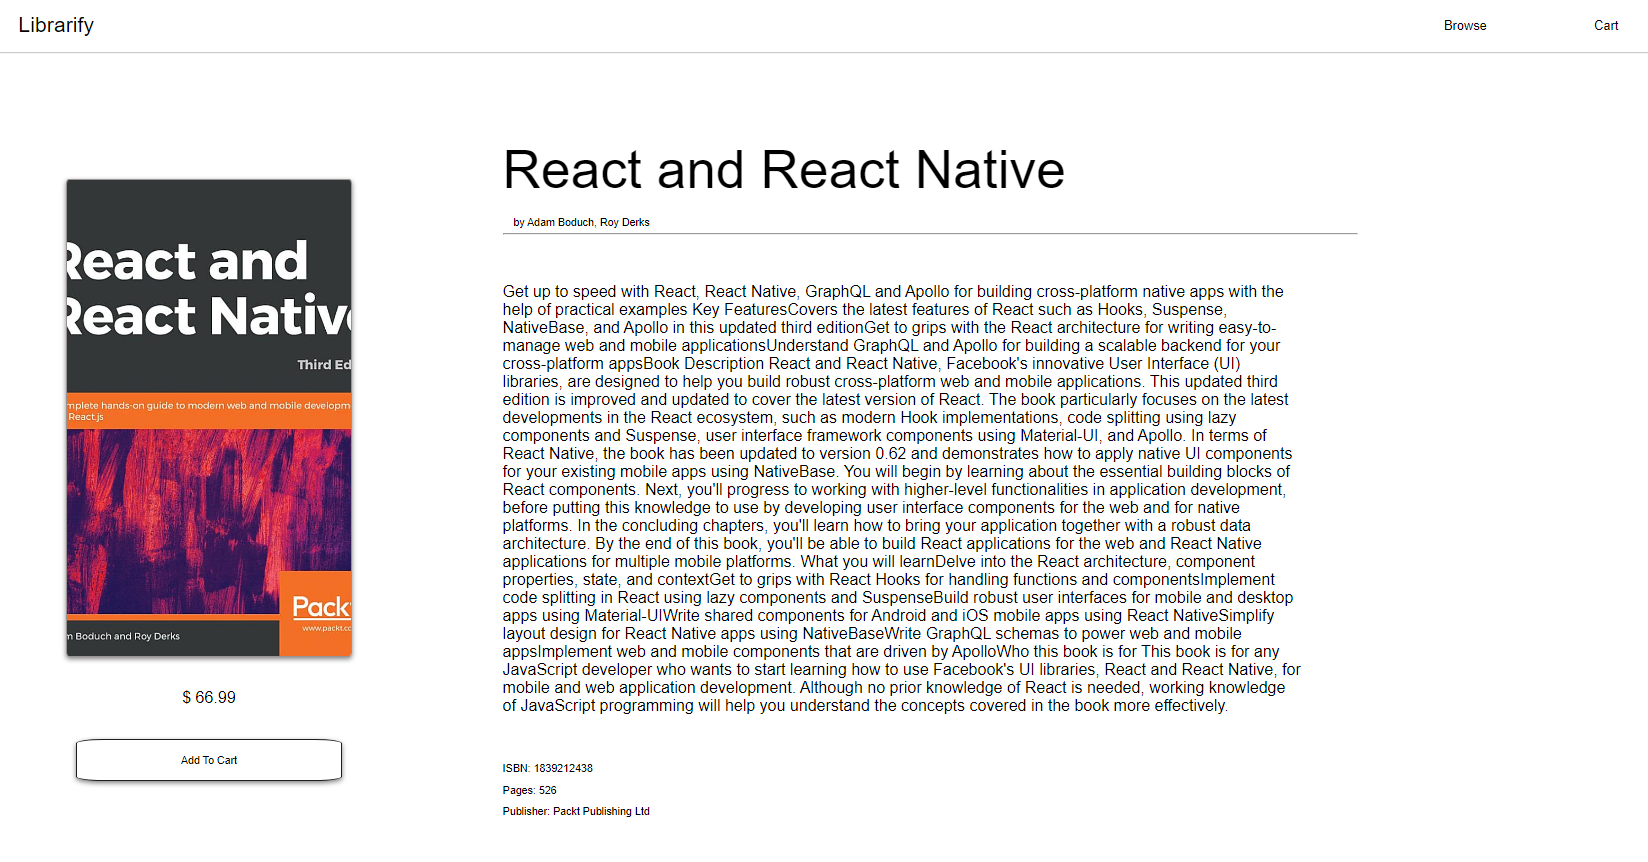 Librarify
Browse
Cart
React and
React Nativ
Third Ed
mplete hands-on guide to modern web and mobile developm
React.js
Pack
www.packt.co
n Boduch and Roy Derks
$ 66.99
Add To Cart
React and React Native
by Adam Boduch, Roy Derks
Get up to speed with React, React Native, GraphQL and Apollo for building cross-platform native apps with the
help of practical examples Key FeaturesCovers the latest features of React such as Hooks, Suspense,
NativeBase, and Apollo in this updated third editionGet to grips with the React architecture for writing easy-to-
manage web and mobile applicationsUnderstand GraphQL and Apollo for building a scalable backend for your
cross-platform appsBook Description React and React Native, Facebook's innovative User Interface (UI)
libraries, are designed to help you build robust cross-platform web and mobile applications. This updated third
edition is improved and updated to cover the latest version of React. The book particularly focuses on the latest
developments in the React ecosystem, such as modern Hook implementations, code splitting using lazy
components and Suspense, user interface framework components using Material-UI, and Apollo. In terms of
React Native, the book has been updated to version 0.62 and demonstrates how to apply native UI components
for your existing mobile apps using NativeBase. You will begin by learning about the essential building blocks of
React components. Next, you'll progress to working with higher-level functionalities in application development,
before putting this knowledge to use by developing user interface components for the web and for native
platforms. In the concluding chapters, you'll learn how to bring your application together with a robust data
architecture. By the end of this book, you'll be able to build React applications for the web and React Native
applications for multiple mobile platforms. What you will learnDelve into the React architecture, component
properties, state, and contextGet to grips with React Hooks for handling functions and componentsImplement
code splitting in React using lazy components and SuspenseBuild robust user interfaces for mobile and desktop
apps using Material-UIWrite shared components for Android and iOS mobile apps using React NativeSimplify
layout design for React Native apps using NativeBaseWrite GraphQL schemas to power web and mobile
appsImplement web and mobile components that are driven by ApolloWho this book is for This book is for any
JavaScript developer who wants to start learning how to use Facebook's UI libraries, React and React Native, for
mobile and web application development. Although no prior knowledge of React is needed, working knowledge
of JavaScript programming will help you understand the concepts covered in the book more effectively.
ISBN: 1839212438
Pages: 526
Publisher: Packt Publishing Ltd